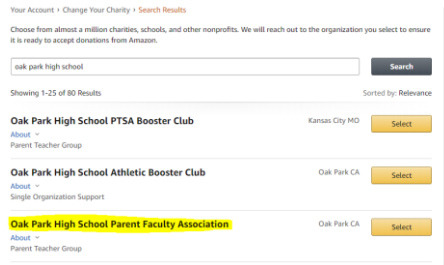 Your Account › Change Your Charity › Search Results
Choose from almost a million charities, schools, and other nonprofits. We will reach out to the organization you select to ensure
it is ready to accept donations from Amazon.
oak park high school
Search
Showing 1-25 of 80 Results
Sorted by: Relevance
Oak Park High School PTSA Booster Club
Kansas City MO
Select
About
Parent Teacher Group
Oak Park High School Athletic Booster Club
Oak Park CA
Select
About
Single Organization Support
Oak Park High School Parent Faculty Association
Oak Park CA
Select
About
Parent Teacher Group